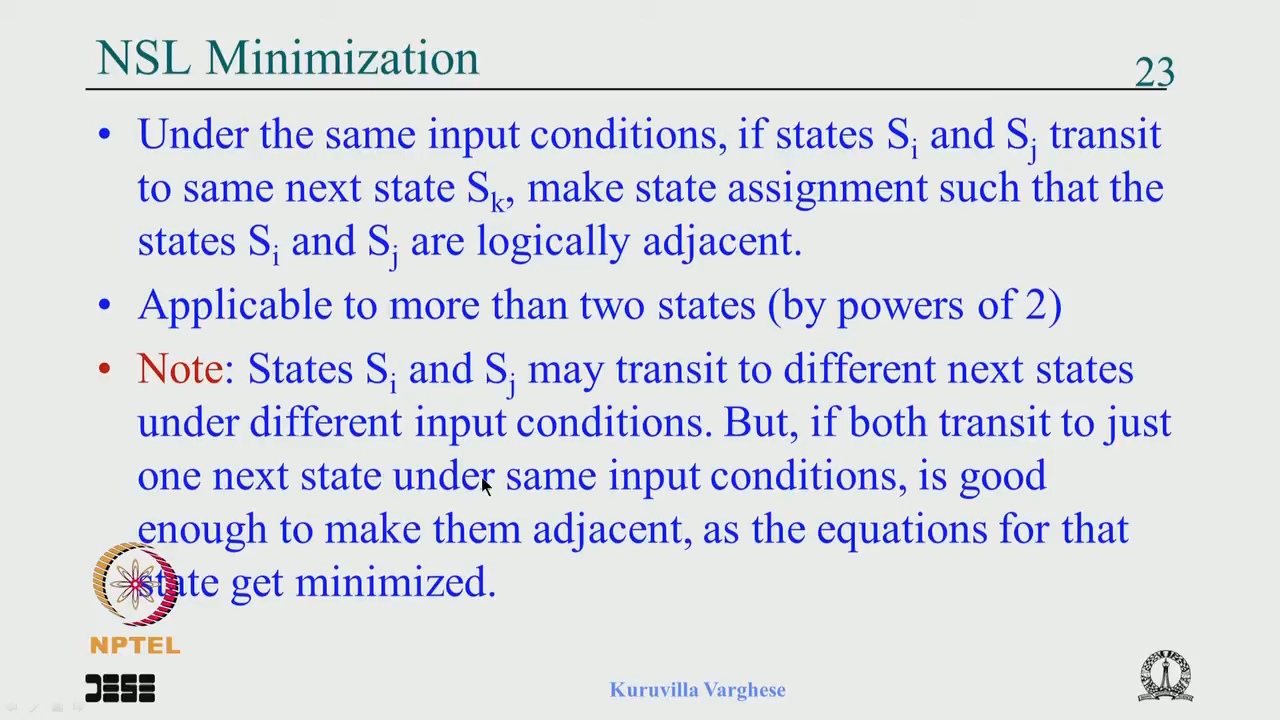 NSL Minimization
23
• Under the same input conditions, if states Si and Sj transit
to same next state Sk, make state assignment such that the
states Si and Sj are logically adjacent.
• Applicable to more than two states (by powers of 2)
• Note: States Si and Sj may transit to different next states
under different input conditions. But, if both transit to just
one next state under same input conditions, is good
enough to make them adjacent, as the equations for that
state get minimized.
NPTEL
DESE
Kuruvilla Varghese